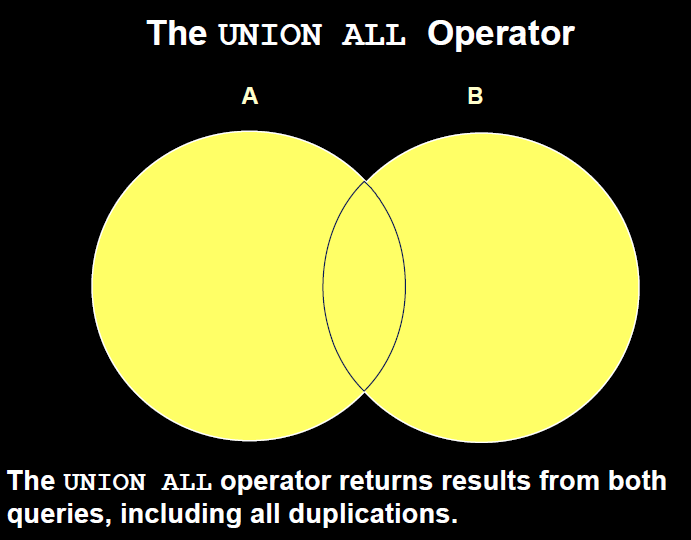 The UNION ALL Operator
A
B
The UNION ALL operator returns results from both
queries, including all duplications.